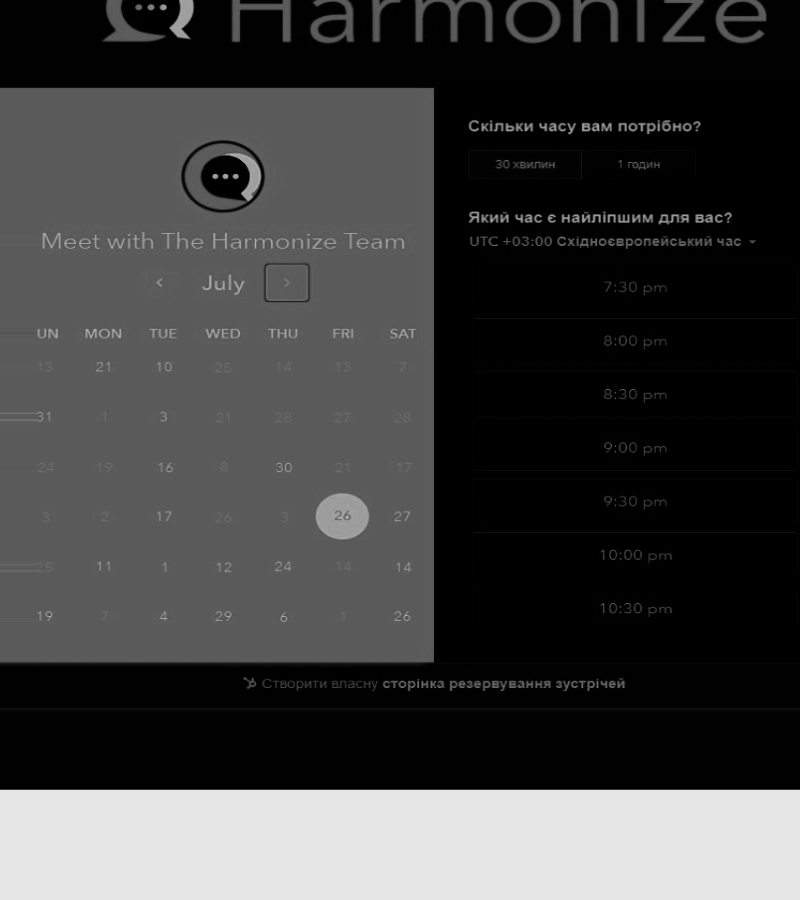 Harmonize
Meet with The Harmonize Team
July
UN MON TUE WED THU FRI SAT
13 21 10 25 14 13 7
31 1 3 21 28 27 28
24 19 16 8 30 21 17
3 2 17 26 3 26 27
25 11 1 12 24 14 14
19 7 4 29 6 1 26
Скільки часу вам потрібно?
30 хвилин 1 годин
Який час є найліпшим для вас?
UTC +03:00 Східноєвропейський час
7:30 pm
8:00 pm
8:30 pm
9:00 pm
9:30 pm
10:00 pm
10:30 pm
Створити власну сторінка резервування зустрічей